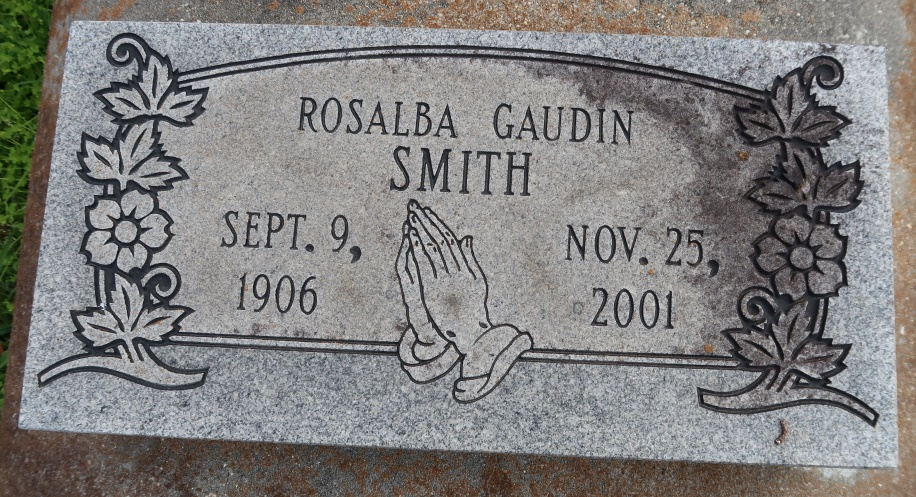 ROSALBA GAUDIN
SMITH
SEPT. 9,
1906
NOV. 25,
2001